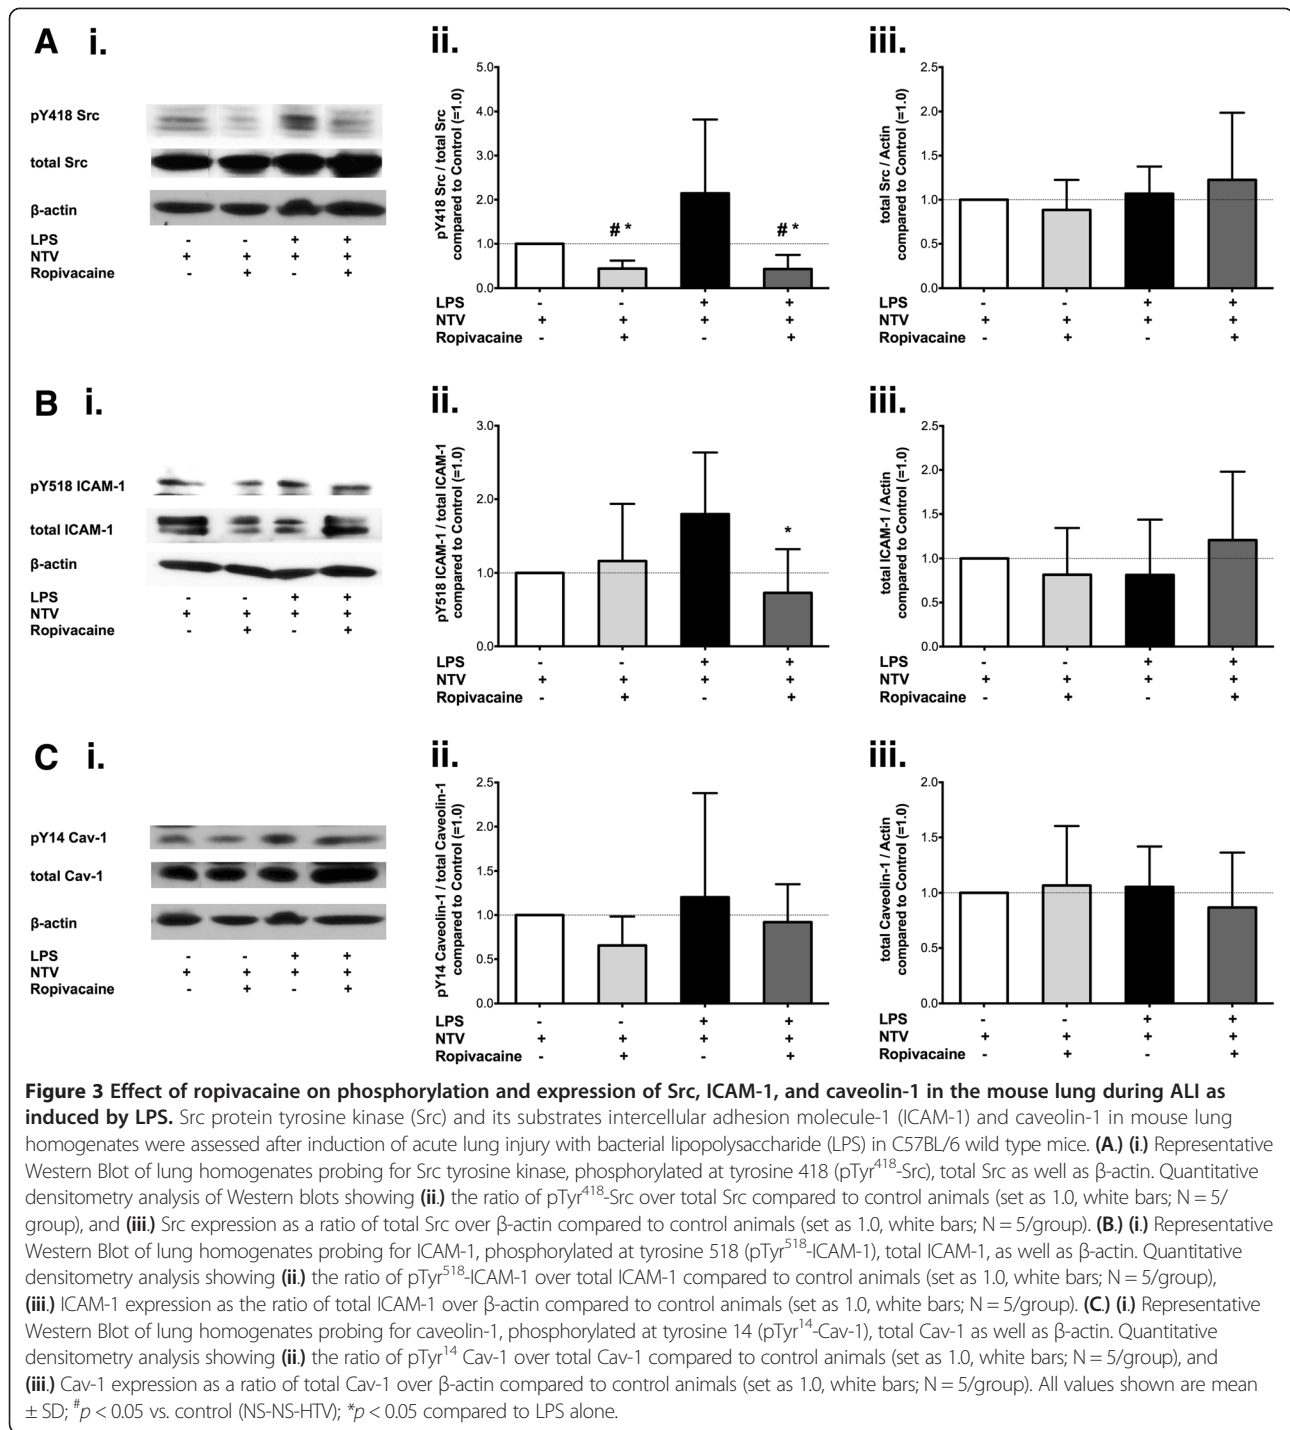 A i.
pY418 Src
total Src
β-actin
LPS - - + +
NTV + + + +
Ropivacaine - + - +
ii.
pY418 Src / total Src
compared to Control (=1.0)
5.0
4.0
3.0
2.0
1.0
0.0
# *
# *
LPS - - + +
NTV + + + +
Ropivacaine - + - +
iii.
total Src / Actin
compared to Control (=1.0)
2.5
2.0
1.5
1.0
0.5
0.0
LPS - - + +
NTV + + + +
Ropivacaine - + - +
B i.
pY518 ICAM-1
total ICAM-1
β-actin
LPS - - + +
NTV + + + +
Ropivacaine - + - +
ii.
pY518 ICAM-1 / total ICAM-1
compared to Control (=1.0)
3.0
2.0
1.0
0.0
*
LPS - - + +
NTV + + + +
Ropivacaine - + - +
iii.
total ICAM-1 / Actin
compared to Control (=1.0)
2.5
2.0
1.5
1.0
0.5
0.0
LPS - - + +
NTV + + + +
Ropivacaine - + - +
C i.
pY14 Cav-1
total Cav-1
β-actin
LPS - - + +
NTV + + + +
Ropivacaine - + - +
ii.
pY14 Caveolin-1 / total Caveolin-1
compared to Control (=1.0)
2.5
2.0
1.5
1.0
0.5
0.0
LPS - - + +
NTV + + + +
Ropivacaine - + - +
iii.
total Caveolin-1 / Actin
compared to Control (=1.0)
2.0
1.5
1.0
0.5
0.0
LPS - - + +
NTV + + + +
Ropivacaine - + - +
Figure 3 Effect of ropivacaine on phosphorylation and expression of Src, ICAM-1, and caveolin-1 in the mouse lung during ALI as
induced by LPS. Src protein tyrosine kinase (Src) and its substrates intercellular adhesion molecule-1 (ICAM-1) and caveolin-1 in mouse lung
homogenates were assessed after induction of acute lung injury with bacterial lipopolysaccharide (LPS) in C57BL/6 wild type mice. (A.) (i.) Representative
Western Blot of lung homogenates probing for Src tyrosine kinase, phosphorylated at tyrosine 418 (pTyr⁴¹⁸-Src), total Src as well as β-actin. Quantitative
densitometry analysis of Western blots showing (ii.) the ratio of pTyr⁴¹⁸-Src over total Src compared to control animals (set as 1.0, white bars; N = 5/
group), and (iii.) Src expression as a ratio of total Src over β-actin compared to control animals (set as 1.0, white bars; N = 5/group). (B.) (i.) Representative
Western Blot of lung homogenates probing for ICAM-1, phosphorylated at tyrosine 518 (pTyr⁵¹⁸-ICAM-1), total ICAM-1, as well as β-actin. Quantitative
densitometry analysis showing (ii.) the ratio of pTyr⁵¹⁸-ICAM-1 over total ICAM-1 compared to control animals (set as 1.0, white bars; N = 5/group),
(iii.) ICAM-1 expression as the ratio of total ICAM-1 over β-actin compared to control animals (set as 1.0, white bars; N = 5/group). (C.) (i.) Representative
Western Blot of lung homogenates probing for caveolin-1, phosphorylated at tyrosine 14 (pTyr¹⁴-Cav-1), total Cav-1 as well as β-actin. Quantitative
densitometry analysis showing (ii.) the ratio of pTyr¹⁴ Cav-1 over total Cav-1 compared to control animals (set as 1.0, white bars; N = 5/group), and
(iii.) Cav-1 expression as a ratio of total Cav-1 over β-actin compared to control animals (set as 1.0, white bars; N = 5/group). All values shown are mean
± SD; #p < 0.05 vs. control (NS-NS-HTV); *p < 0.05 compared to LPS alone.